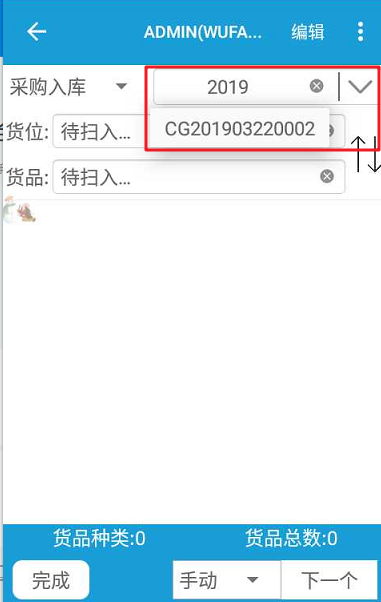 ADMIN(WUFA... 编辑
采购入库 2019
CG201903220002
货位: 待扫入...
货品: 待扫入...
货品种类:0 货品总数:0
完成 手动 下一个